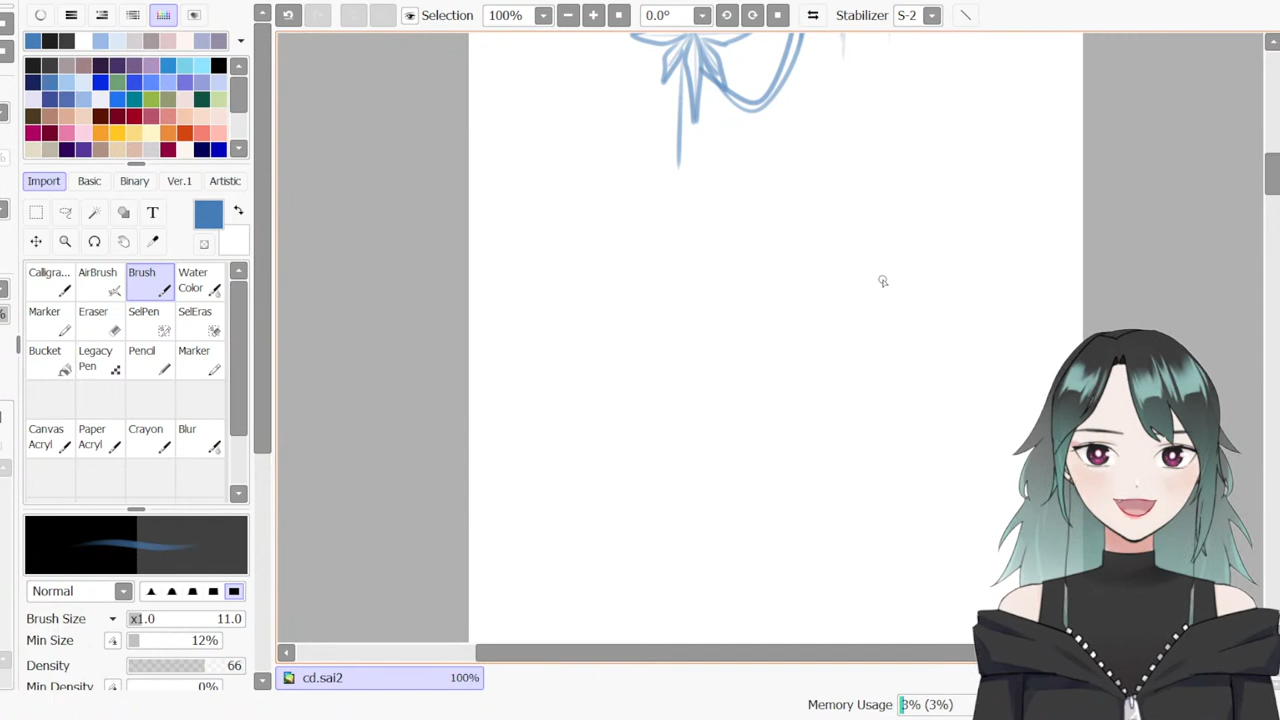 Selection 100% 0.0° Stabilizer S-2
Import Basic Binary Ver.1 Artistic
T
Calligra... AirBrush Brush Water Color
Marker Eraser SelPen SelEras
Bucket Legacy Pen Pencil Marker
Canvas Acryl Paper Acryl Crayon Blur
Normal
Brush Size x1.0 11.0
Min Size 12%
Density 66
Min Density 0%
cd.sai2 100%
Memory Usage 3% (3%)